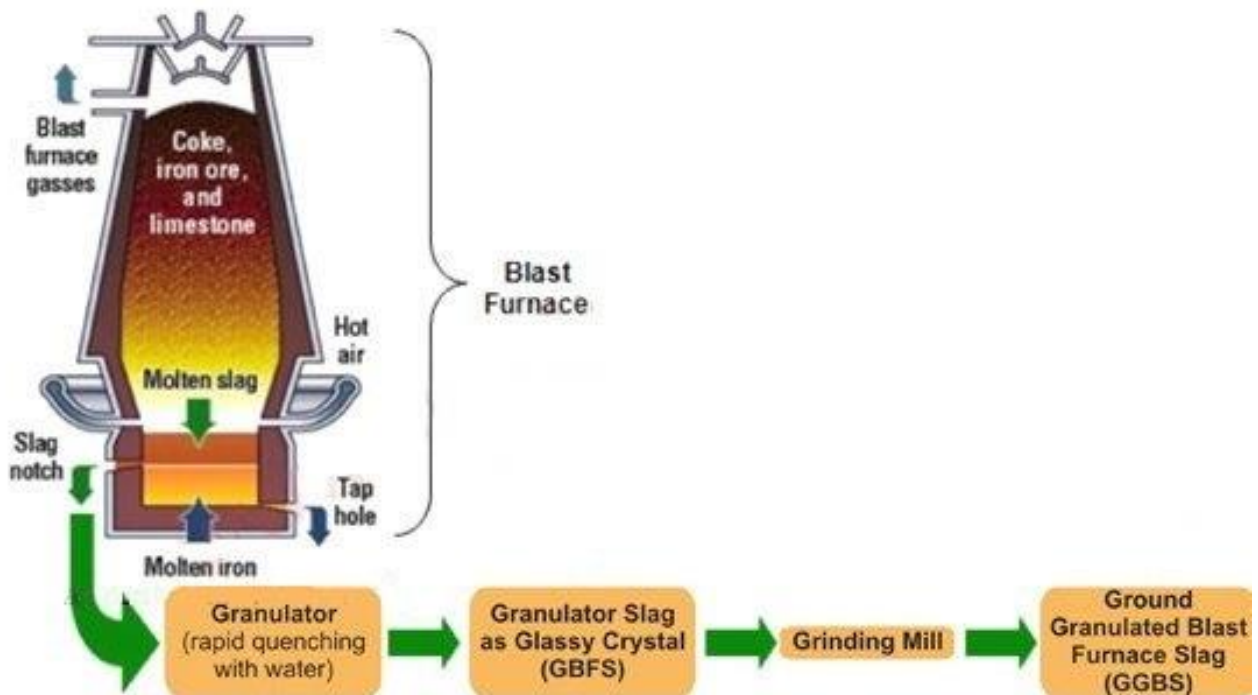 Blast
furnace
gasses
Coke,
iron ore,
and
limestone
Blast
Furnace
Hot
air
Molten slag
Slag
notch
Tap
hole
Molten iron
Granulator
(rapid quenching
with water)
Granulator Slag
as Glassy Crystal
(GBFS)
Grinding Mill
Ground
Granulated Blast
Furnace Slag
(GGBS)